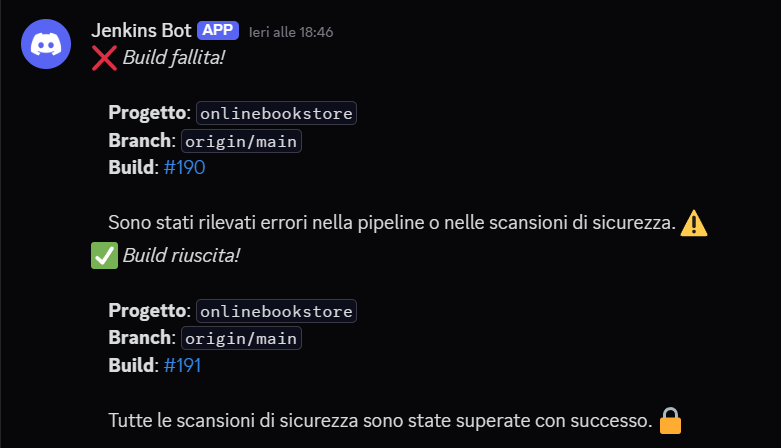 Jenkins Bot APP Ieri alle 18:46
❌ Build fallita!
Progetto: onlinebookstore
Branch: origin/main
Build: #190
Sono stati rilevati errori nella pipeline o nelle scansioni di sicurezza. ⚠️
✅ Build riuscita!
Progetto: onlinebookstore
Branch: origin/main
Build: #191
Tutte le scansioni di sicurezza sono state superate con successo. 🔒